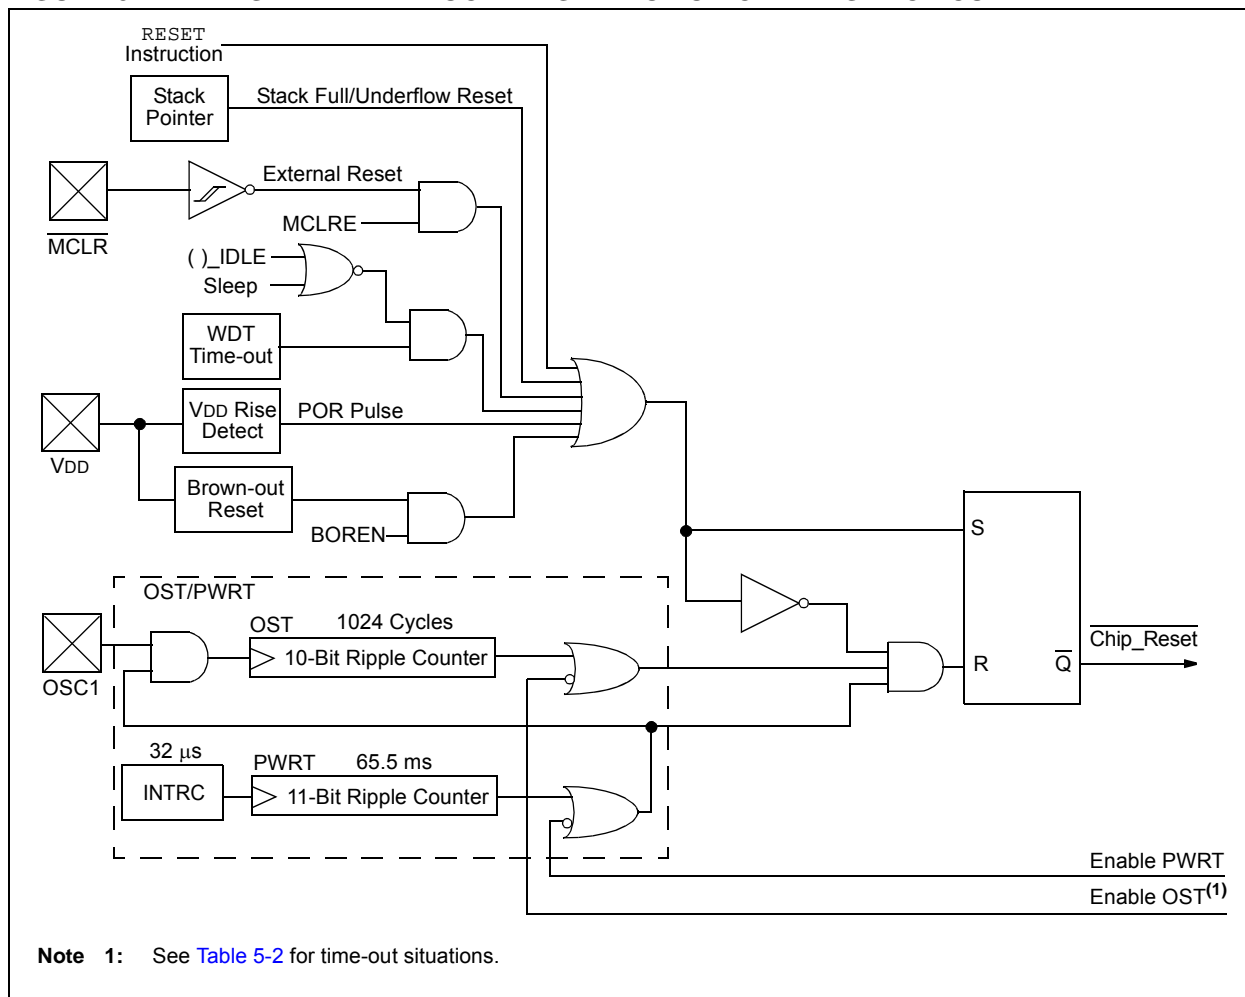 RESET
Instruction
Stack
Pointer
Stack Full/Underflow Reset
External Reset
MCLR
MCLRE
( )_IDLE
Sleep
WDT
Time-out
VDD
VDD Rise
Detect
POR Pulse
Brown-out
Reset
BOREN
S
OST/PWRT
OST
1024 Cycles
OSC1
10-Bit Ripple Counter
R
Q
Chip_Reset
32 μs
PWRT
65.5 ms
INTRC
11-Bit Ripple Counter
Enable PWRT
Enable OST(1)
Note 1: See Table 5-2 for time-out situations.